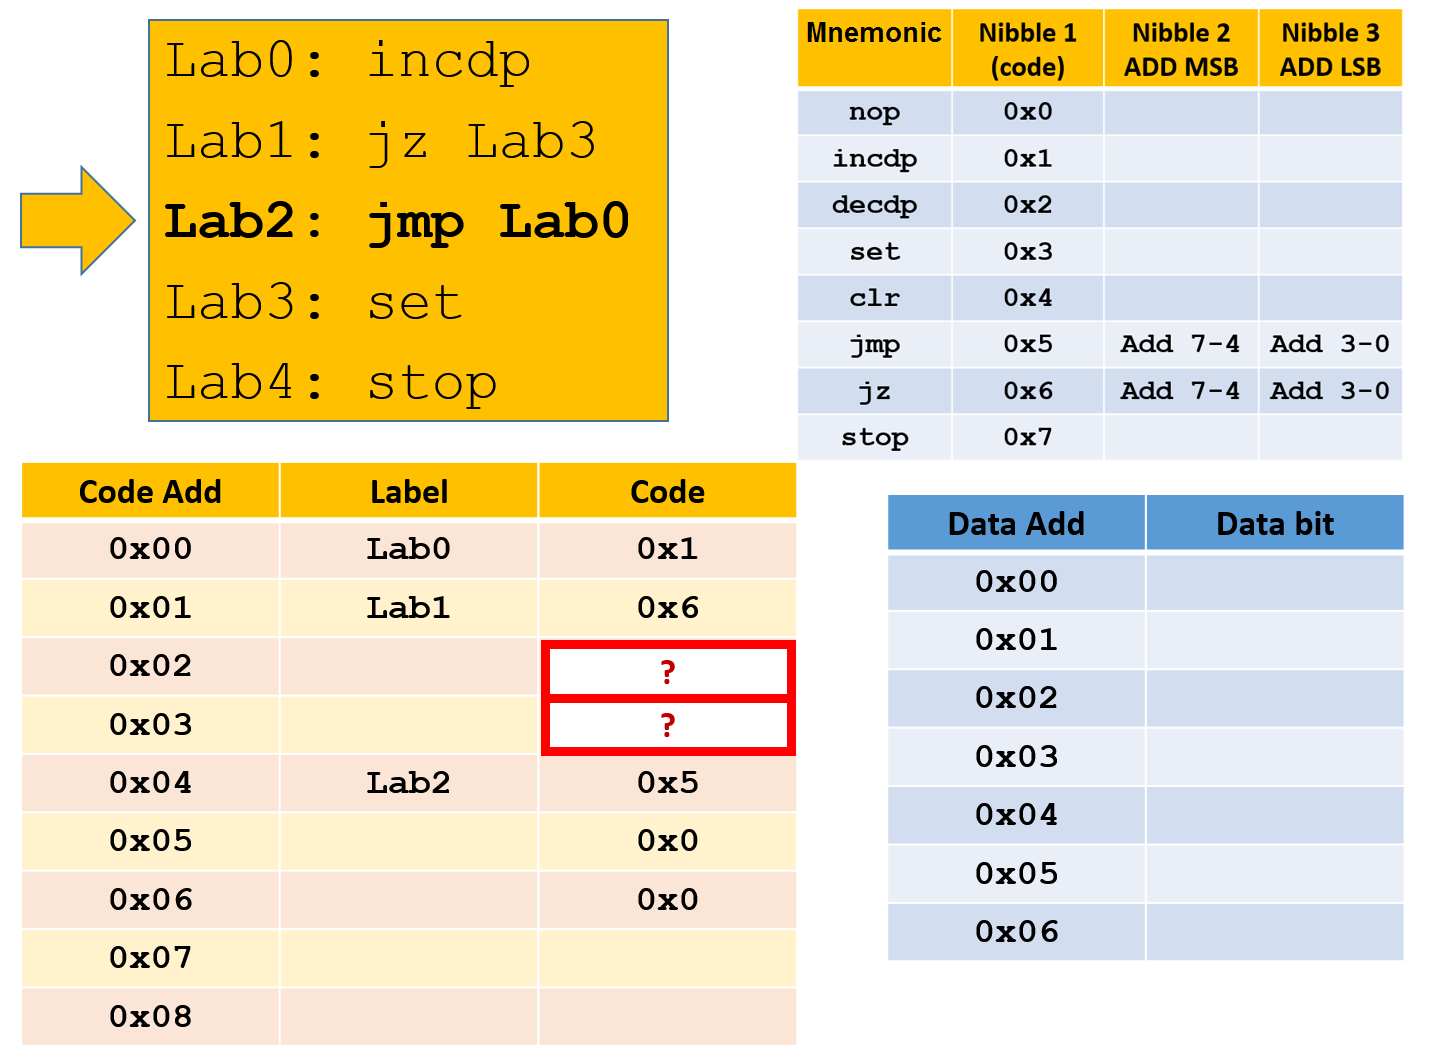 Lab0: incdp
Lab1: jz Lab3
Lab2: jmp Lab0
Lab3: set
Lab4: stop
Mnemonic Nibble 1 (code) Nibble 2 ADD MSB Nibble 3 ADD LSB
nop 0x0
incdp 0x1
decdp 0x2
set 0x3
clr 0x4
jmp 0x5 Add 7-4 Add 3-0
jz 0x6 Add 7-4 Add 3-0
stop 0x7
Code Add Label Code
0x00 Lab0 0x1
0x01 Lab1 0x6
0x02 ?
0x03 ?
0x04 Lab2 0x5
0x05 0x0
0x06 0x0
0x07
0x08
Data Add Data bit
0x00
0x01
0x02
0x03
0x04
0x05
0x06